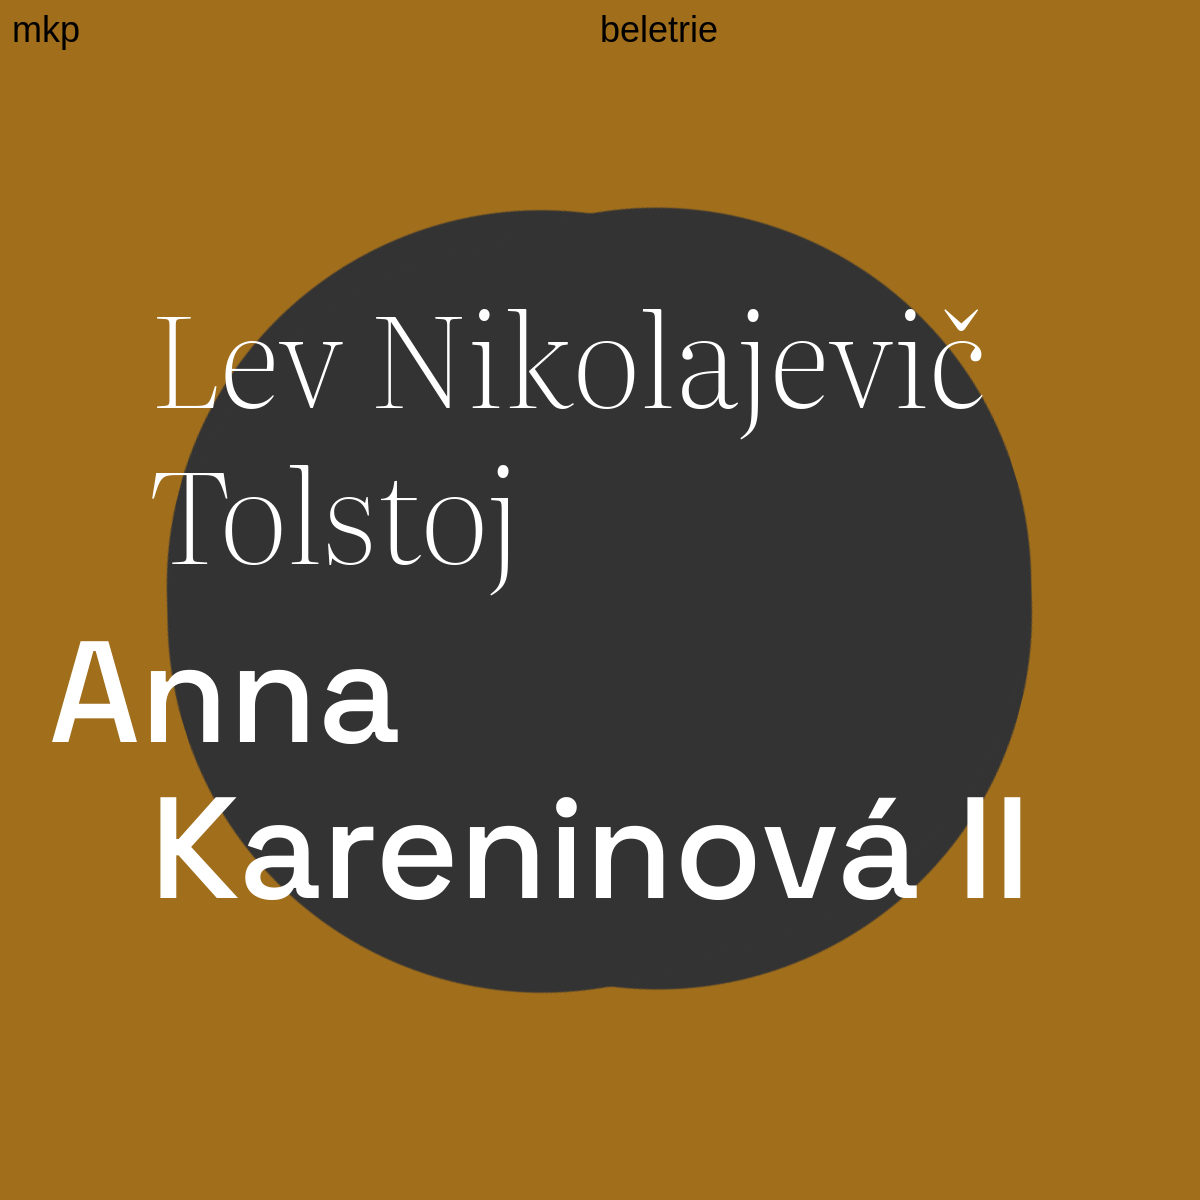 mkp
beletrie
Lev Nikolajevič
Tolstoj
Anna
Kareninová II